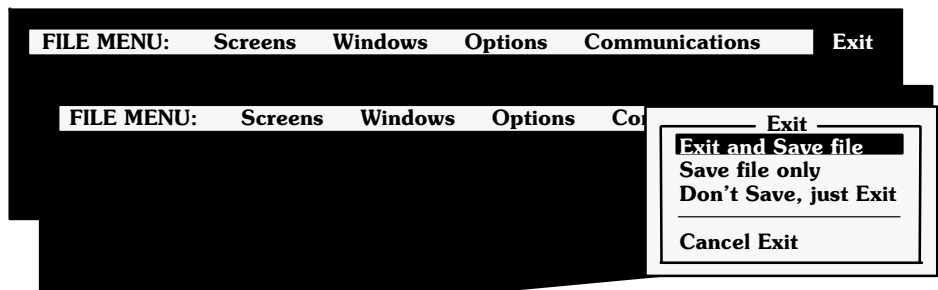 FILE MENU: Screens Windows Options Communications Exit
FILE MENU: Screens Windows Options
Exit
Exit and Save file
Save file only
Don't Save, just Exit
Cancel Exit